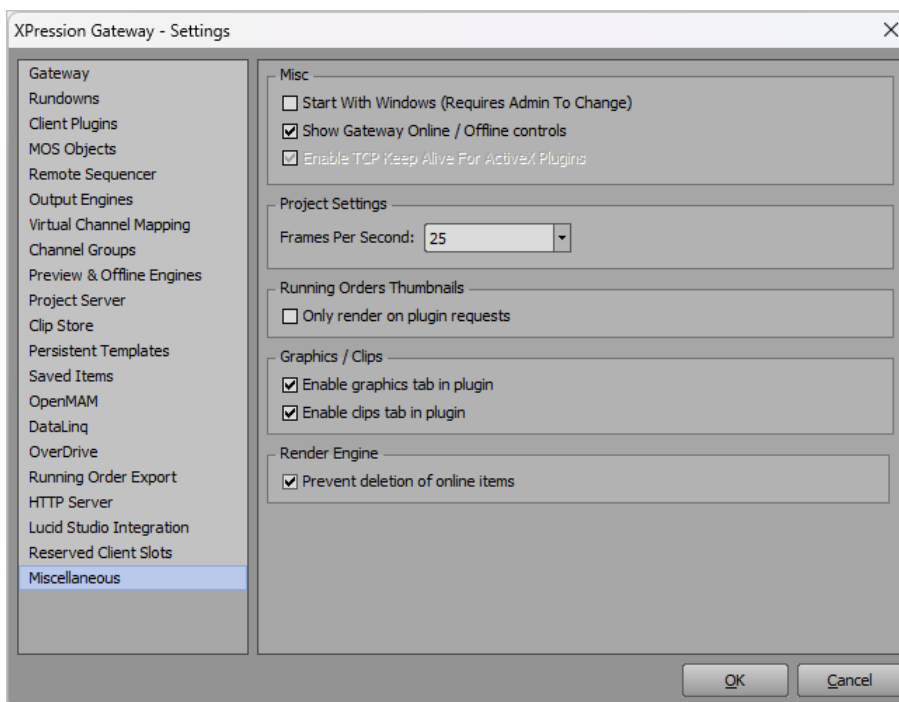 XPression Gateway - Settings
Gateway
Rundowns
Client Plugins
MOS Objects
Remote Sequencer
Output Engines
Virtual Channel Mapping
Channel Groups
Preview & Offline Engines
Project Server
Clip Store
Persistent Templates
Saved Items
OpenMAM
DataLinq
OverDrive
Running Order Export
HTTP Server
Lucid Studio Integration
Reserved Client Slots
Miscellaneous
Misc
Start With Windows (Requires Admin To Change)
Show Gateway Online / Offline controls
Enable TCP Keep Alive For ActiveX Plugins
Project Settings
Frames Per Second: 25
Running Orders Thumbnails
Only render on plugin requests
Graphics / Clips
Enable graphics tab in plugin
Enable clips tab in plugin
Render Engine
Prevent deletion of online items
OK Cancel